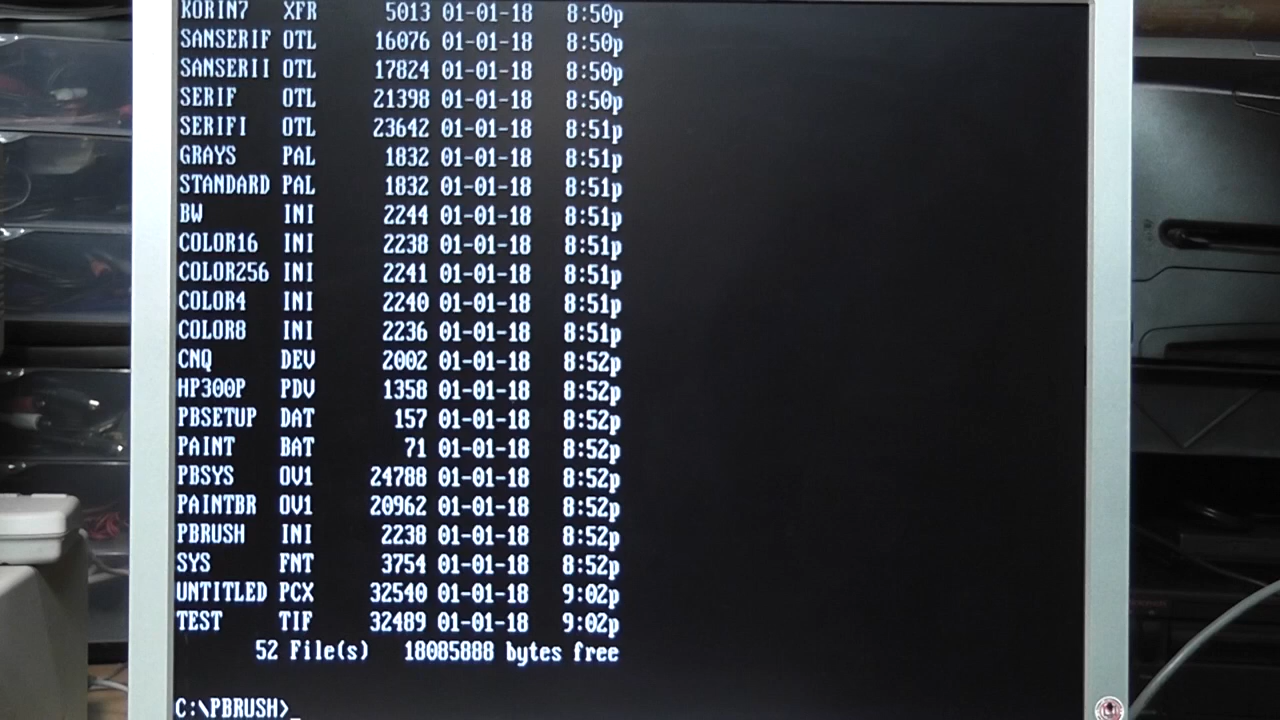 KORIN7   XFR      5013 01-01-18   8:50p
SANSERIF OTL     16076 01-01-18   8:50p
SANSERII OTL     17824 01-01-18   8:50p
SERIF    OTL     21398 01-01-18   8:50p
SERIFI   OTL     23642 01-01-18   8:51p
GRAYS    PAL      1832 01-01-18   8:51p
STANDARD PAL      1832 01-01-18   8:51p
BW       INI      2244 01-01-18   8:51p
COLOR16  INI      2238 01-01-18   8:51p
COLOR256 INI      2241 01-01-18   8:51p
COLOR4   INI      2240 01-01-18   8:51p
COLOR8   INI      2236 01-01-18   8:51p
CNQ      DEV      2002 01-01-18   8:52p
HP300P   PDV      1358 01-01-18   8:52p
PBSETUP  DAT       157 01-01-18   8:52p
PAINT    BAT        71 01-01-18   8:52p
PBSYS    OV1     24788 01-01-18   8:52p
PAINTBR  OV1     20962 01-01-18   8:52p
PBRUSH   INI      2238 01-01-18   8:52p
SYS      FNT      3754 01-01-18   8:52p
UNTITLED PCX     32540 01-01-18   9:02p
TEST     TIF     32489 01-01-18   9:02p
52 File(s)   18085888 bytes free
C:\PBRUSH>_